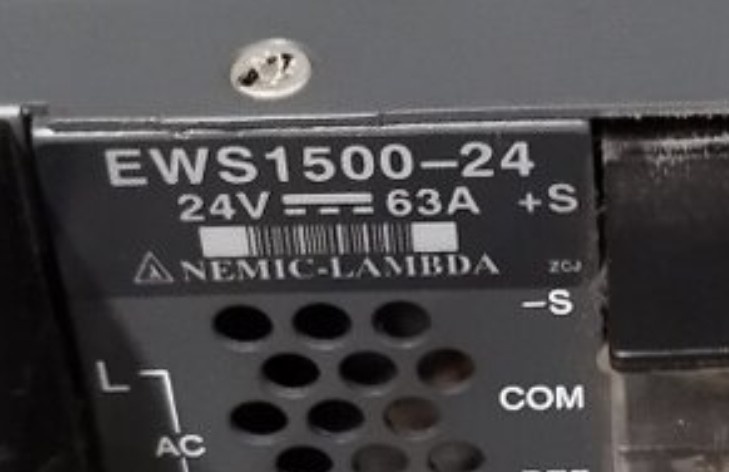 EWS1500-24
24V 63A +S
NEMIC-LAMBDA ZCJ
-S
L
COM
AC